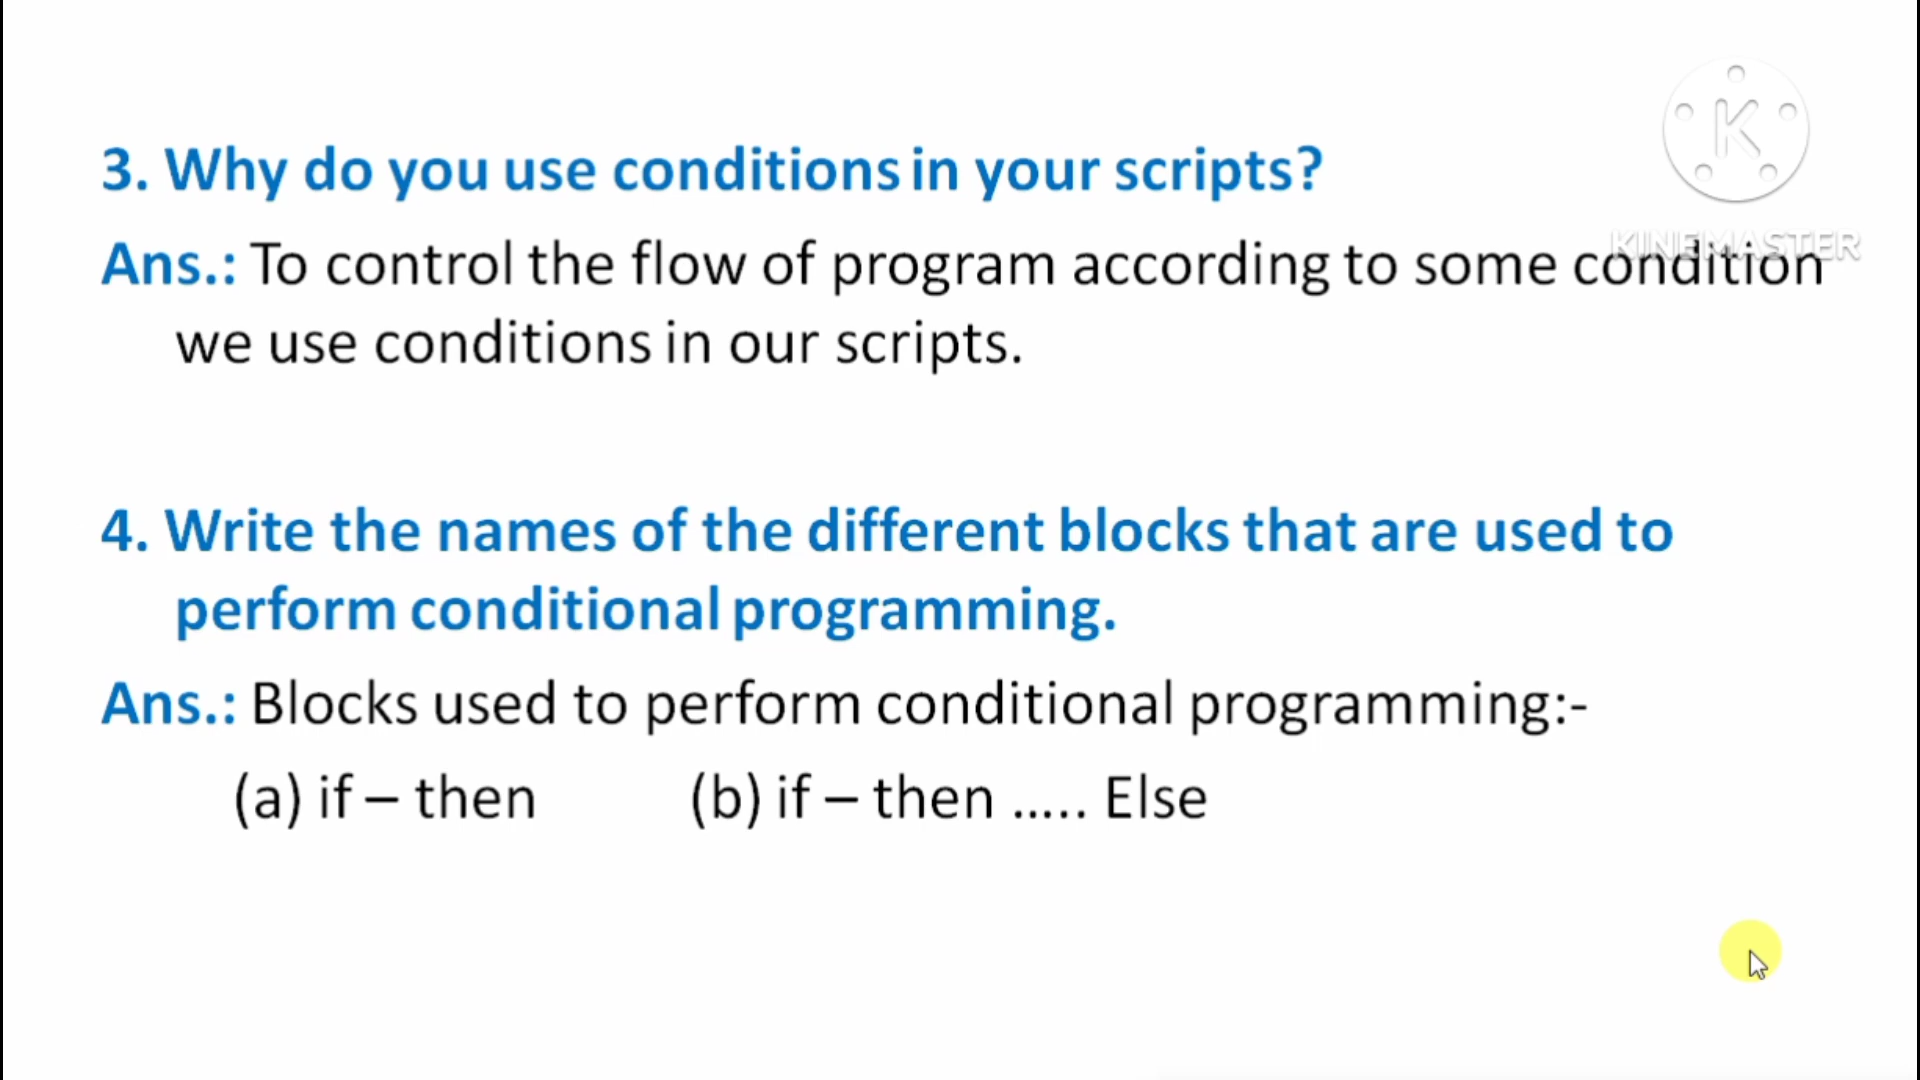 K
KINEMASTER
3. Why do you use conditions in your scripts?
Ans.: To control the flow of program according to some condition
we use conditions in our scripts.
4. Write the names of the different blocks that are used to
perform conditional programming.
Ans.: Blocks used to perform conditional programming:-
(a) if – then (b) if – then ..... Else